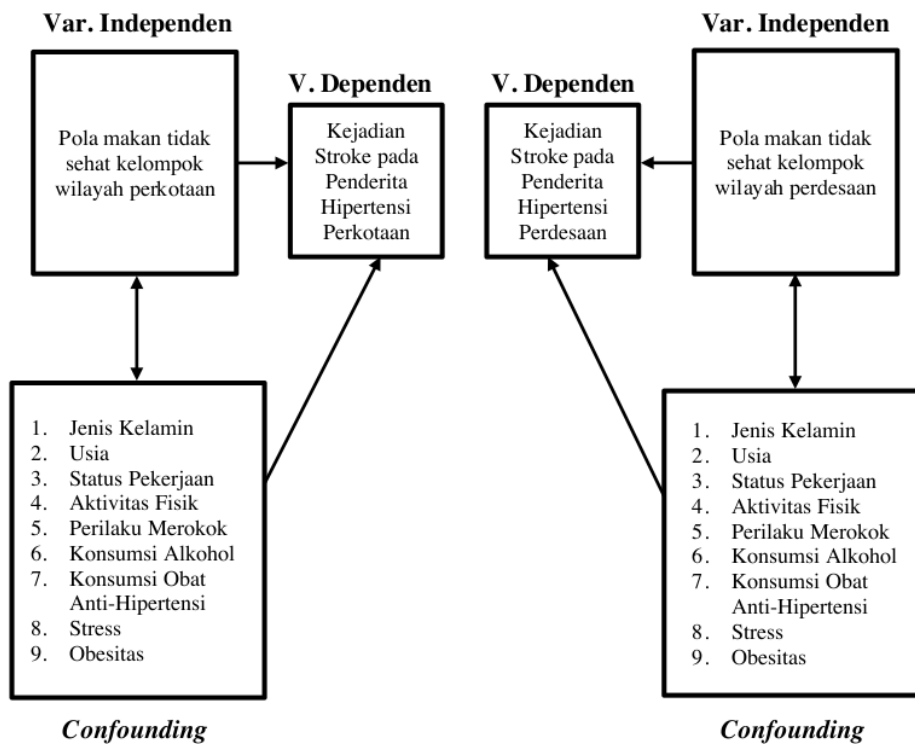 Var. Independen
Pola makan tidak
sehat kelompok
wilayah perkotaan
V. Dependen
Kejadian
Stroke pada
Penderita
Hipertensi
Perkotaan
1. Jenis Kelamin
2. Usia
3. Status Pekerjaan
4. Aktivitas Fisik
5. Perilaku Merokok
6. Konsumsi Alkohol
7. Konsumsi Obat
Anti-Hipertensi
8. Stress
9. Obesitas
Confounding
Var. Independen
V. Dependen
Kejadian
Stroke pada
Penderita
Hipertensi
Perdesaan
Pola makan tidak
sehat kelompok
wilayah perdesaan
1. Jenis Kelamin
2. Usia
3. Status Pekerjaan
4. Aktivitas Fisik
5. Perilaku Merokok
6. Konsumsi Alkohol
7. Konsumsi Obat
Anti-Hipertensi
8. Stress
9. Obesitas
Confounding